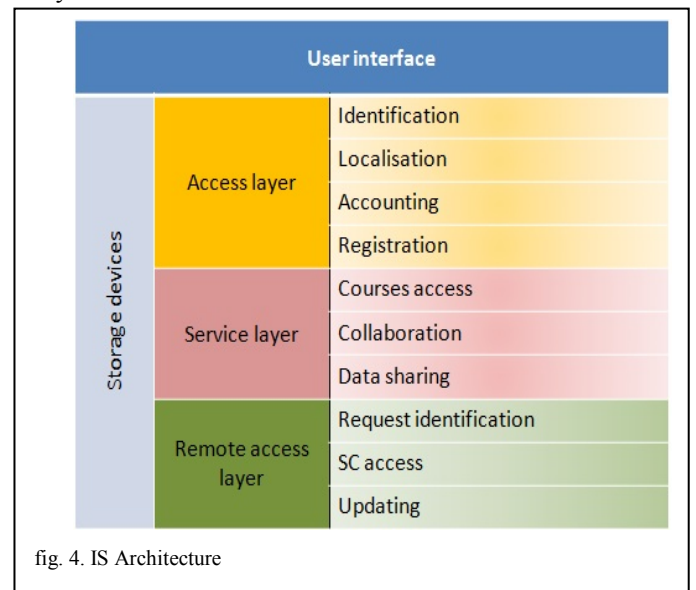 User interface
Storage devices
Access layer
Identification
Localisation
Accounting
Registration
Service layer
Courses access
Collaboration
Data sharing
Remote access
layer
Request identification
SC access
Updating
fig. 4. IS Architecture